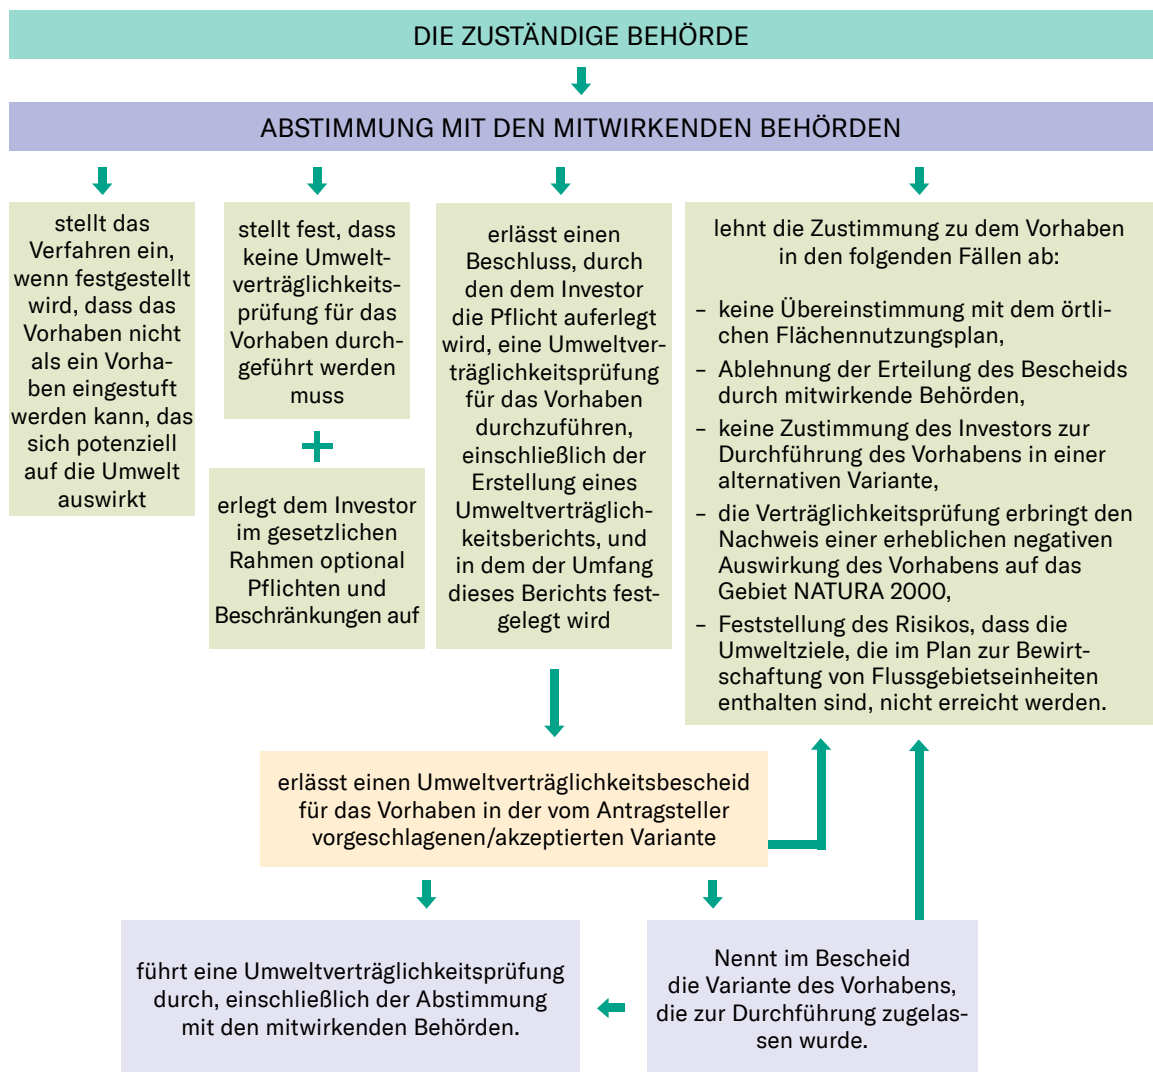 DIE ZUSTÄNDIGE BEHÖRDE
ABSTIMMUNG MIT DEN MITWIRKENDEN BEHÖRDEN
stellt das
Verfahren ein,
wenn festgestellt
wird, dass das
Vorhaben nicht
als ein Vorha-
ben eingestuft
werden kann, das
sich potenziell
auf die Umwelt
auswirkt
stellt fest, dass
keine Umwelt-
verträglichkeits-
prüfung für das
Vorhaben durch-
geführt werden
muss
+
erlegt dem Investor
im gesetzlichen
Rahmen optional
Pflichten und
Beschränkungen auf
erlässt einen
Beschluss, durch
den dem Investor
die Pflicht auferlegt
wird, eine Umweltver-
träglichkeitsprüfung
für das Vorhaben
durchzuführen,
einschließlich der
Erstellung eines
Umweltverträglich-
keitsberichts, und
in dem der Umfang
dieses Berichts fest-
gelegt wird
lehnt die Zustimmung zu dem Vorhaben
in den folgenden Fällen ab:
– keine Übereinstimmung mit dem örtli-
chen Flächennutzungsplan,
– Ablehnung der Erteilung des Bescheids
durch mitwirkende Behörden,
– keine Zustimmung des Investors zur
Durchführung des Vorhabens in einer
alternativen Variante,
– die Verträglichkeitsprüfung erbringt den
Nachweis einer erheblichen negativen
Auswirkung des Vorhabens auf das
Gebiet NATURA 2000,
– Feststellung des Risikos, dass die
Umweltziele, die im Plan zur Bewirt-
schaftung von Flussgebietseinheiten
enthalten sind, nicht erreicht werden.
erlässt einen Umweltverträglichkeitsbescheid
für das Vorhaben in der vom Antragsteller
vorgeschlagenen/akzeptierten Variante
führt eine Umweltverträglichkeitsprüfung
durch, einschließlich der Abstimmung
mit den mitwirkenden Behörden.
Nennt im Bescheid
die Variante des Vorhabens,
die zur Durchführung zugelas-
sen wurde.